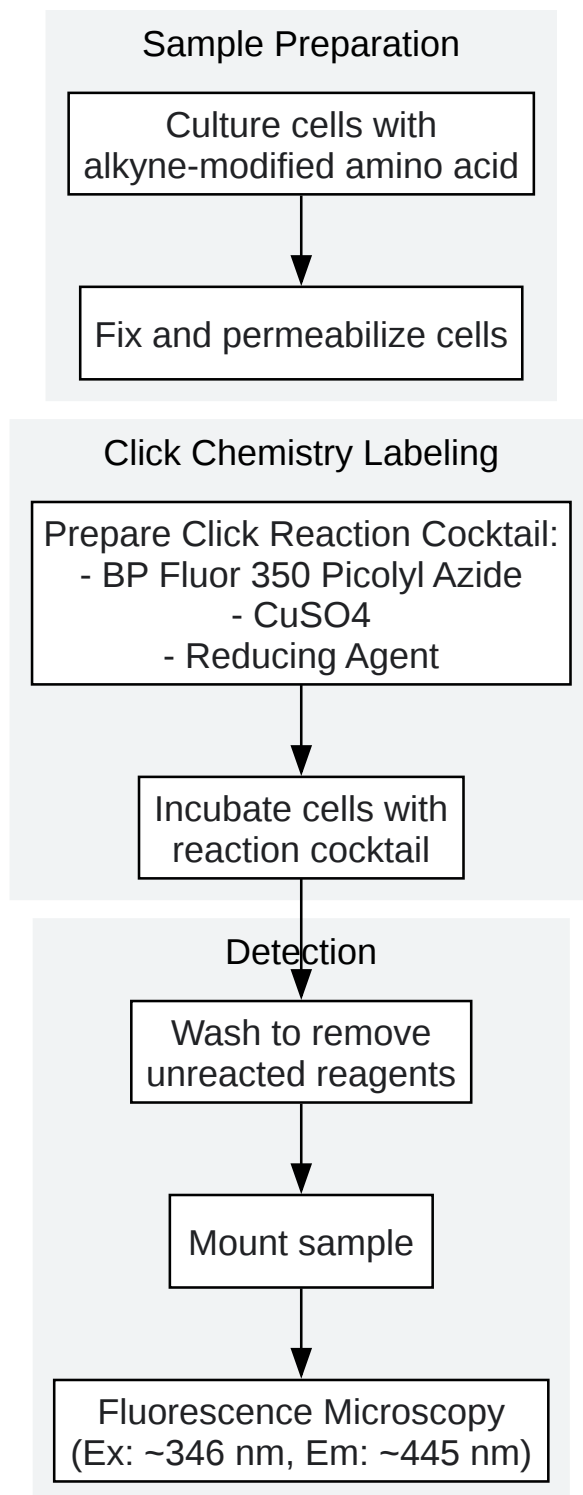 Sample Preparation
Culture cells with
alkyne-modified amino acid
Fix and permeabilize cells
Click Chemistry Labeling
Prepare Click Reaction Cocktail:
- BP Fluor 350 Picolyl Azide
- CuSO4
- Reducing Agent
Incubate cells with
reaction cocktail
Detection
Wash to remove
unreacted reagents
Mount sample
Fluorescence Microscopy
(Ex: ~346 nm, Em: ~445 nm)